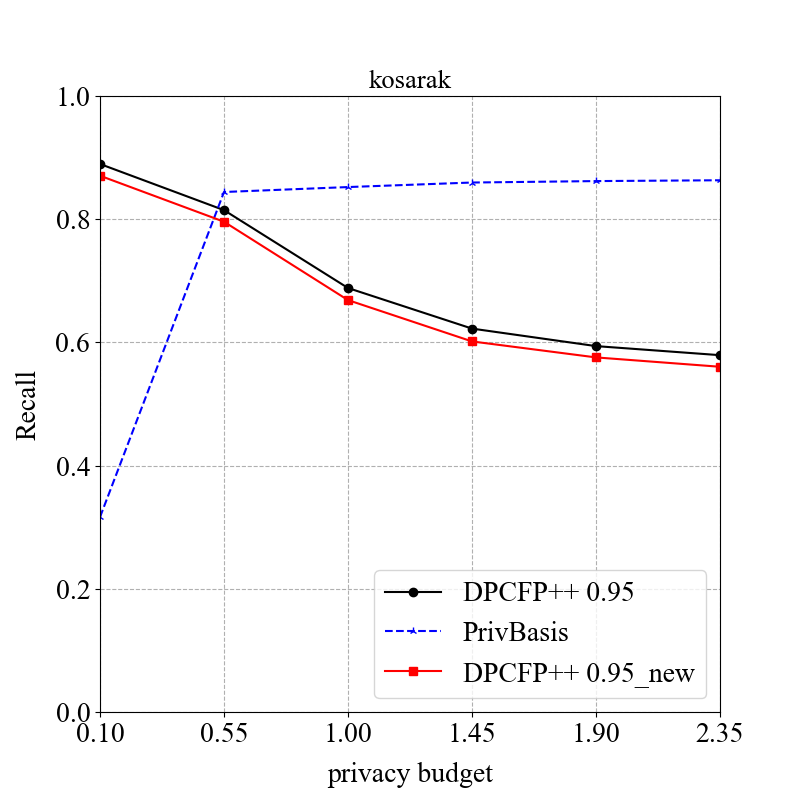 kosarak
1.0
0.8
0.6
0.4
0.2
0.0
Recall
DPCFP++ 0.95
PrivBasis
DPCFP++ 0.95_new
0.10 0.55 1.00 1.45 1.90 2.35
privacy budget